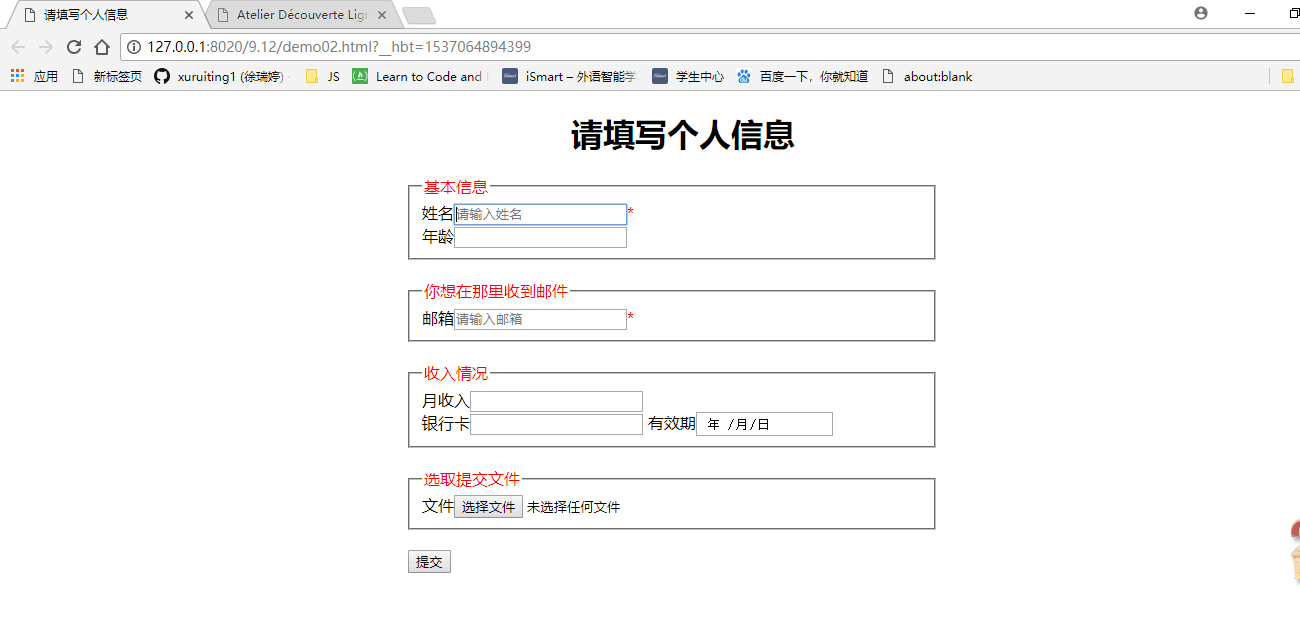 请填写个人信息
Atelier Découverte Lign
127.0.0.1:8020/9.12/demo02.html?__hbt=1537064894399
应用 新标签页 xuruiting1 (徐瑞婷) JS Learn to Code and iSmart – 外语智能学 学生中心 百度一下，你就知道 about:blank
请填写个人信息
基本信息
姓名 请输入姓名 *
年龄
你想在那里收到邮件
邮箱 请输入邮箱 *
收入情况
月收入
银行卡 有效期 年 /月/日
选取提交文件
文件 选择文件 未选择任何文件
提交